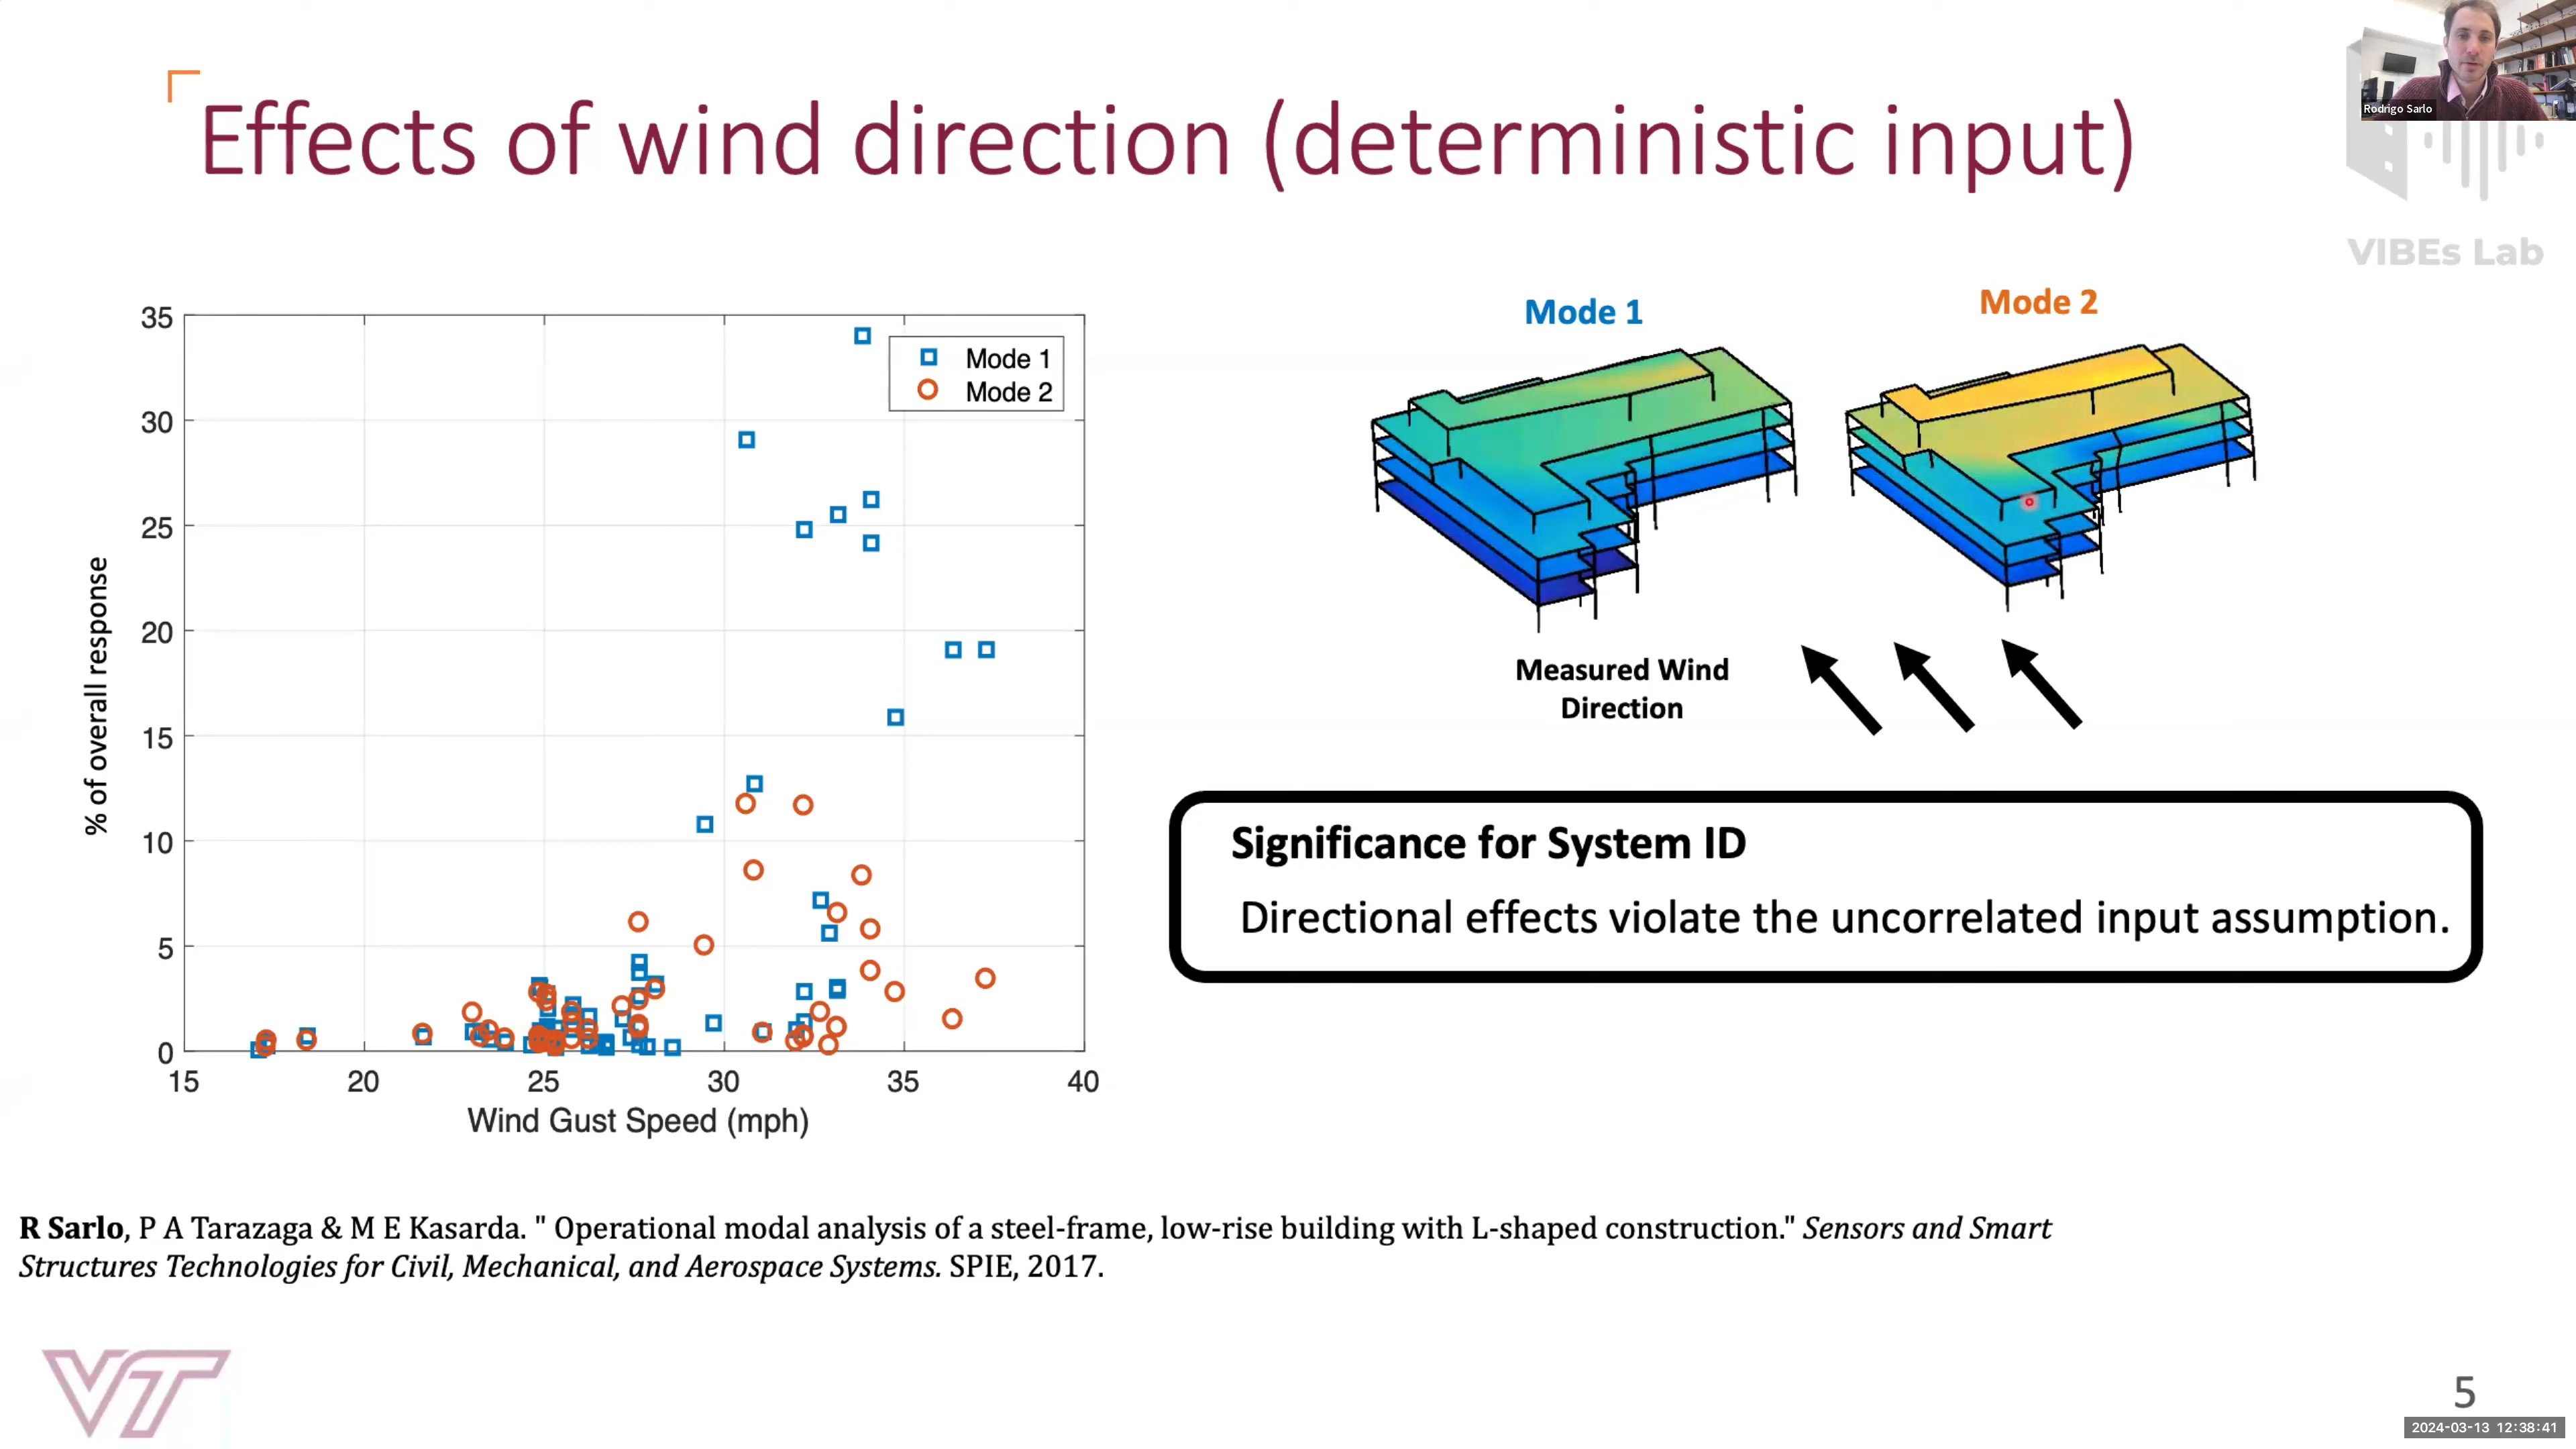 Rodrigo Sarlo
Effects of wind direction (deterministic input)
VIBEs Lab
35
30
25
20
15
10
5
0
15
20
25
30
35
40
% of overall response
Wind Gust Speed (mph)
Mode 1
Mode 2
Mode 1
Mode 2
Measured Wind
Direction
Significance for System ID
Directional effects violate the uncorrelated input assumption.
R Sarlo, P A Tarazaga & M E Kasarda. " Operational modal analysis of a steel-frame, low-rise building with L-shaped construction." Sensors and Smart
Structures Technologies for Civil, Mechanical, and Aerospace Systems. SPIE, 2017.
VT
5
2024-03-13 12:38:41